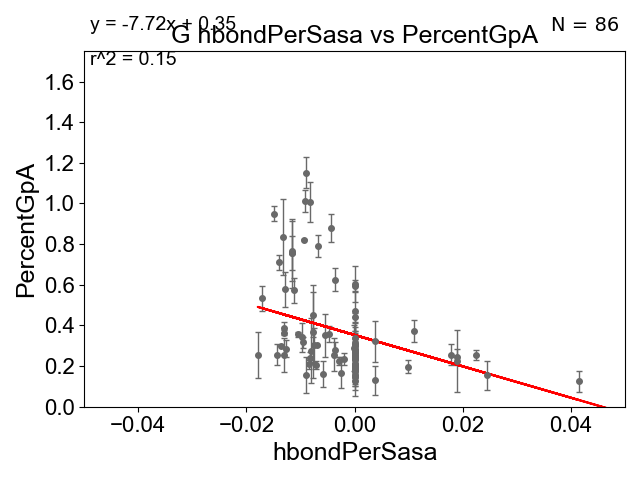 y = -7.72x + 0.35
G hbondPerSasa vs PercentGpA
N = 86
r^2 = 0.15
1.6
1.4
1.2
1.0
0.8
0.6
0.4
0.2
0.0
PercentGpA
−0.04
−0.02
0.00
0.02
0.04
hbondPerSasa